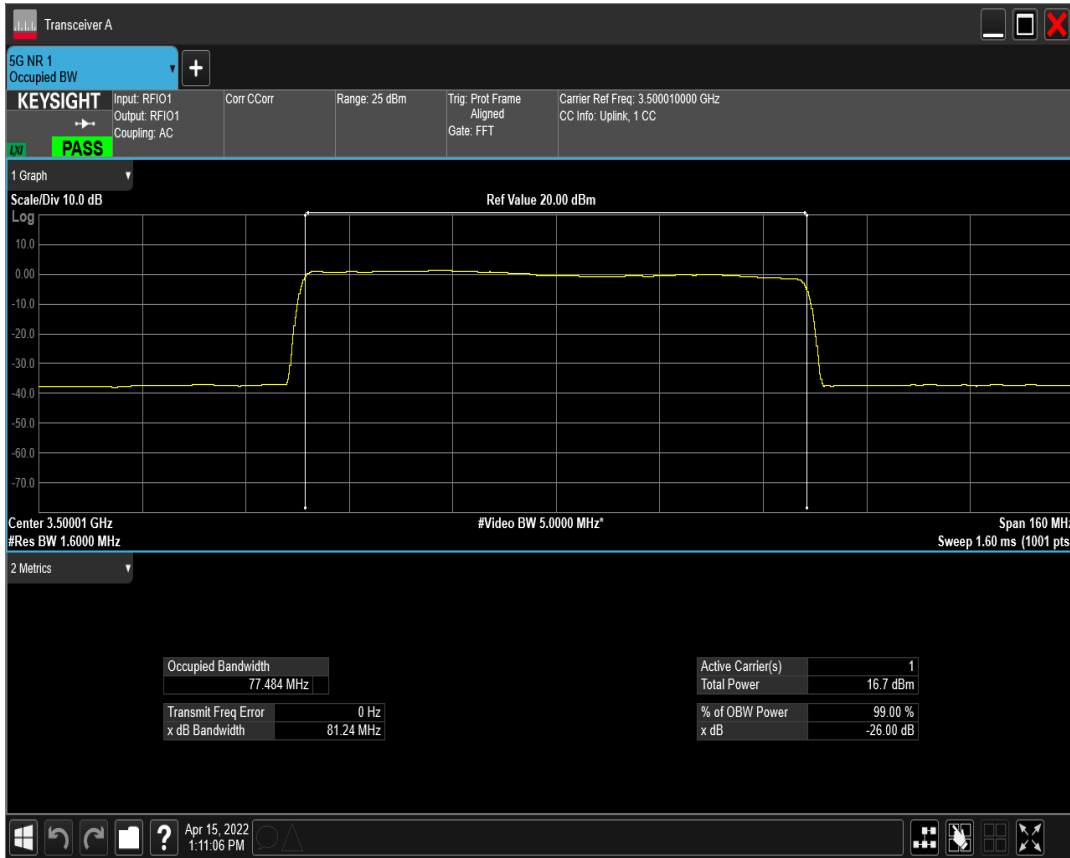 Transceiver A
5G NR 1
Occupied BW
KEYSIGHT
LXI
PASS
Input: RFIO1
Output: RFIO1
Coupling: AC
Corr CCorr
Range: 25 dBm
Trig: Prot Frame
Aligned
Gate: FFT
Carrier Ref Freq: 3.500010000 GHz
CC Info: Uplink, 1 CC
1 Graph
Scale/Div 10.0 dB
Ref Value 20.00 dBm
Log
10.0
0.00
-10.0
-20.0
-30.0
-40.0
-50.0
-60.0
-70.0
Center 3.50001 GHz
#Video BW 5.0000 MHz*
Span 160 MHz
#Res BW 1.6000 MHz
Sweep 1.60 ms (1001 pts
2 Metrics
Occupied Bandwidth
77.484 MHz
Transmit Freq Error 0 Hz
x dB Bandwidth 81.24 MHz
Active Carrier(s) 1
Total Power 16.7 dBm
% of OBW Power 99.00 %
x dB -26.00 dB
?
Apr 15, 2022
1:11:06 PM